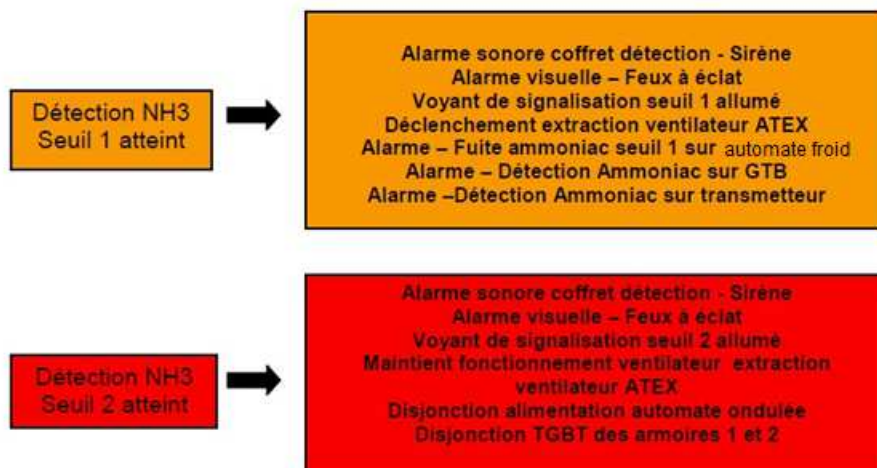 Détection NH3
Seuil 1 atteint
Alarme sonore coffret détection - Sirène
Alarme visuelle – Feux à éclat
Voyant de signalisation seuil 1 allumé
Déclenchement extraction ventilateur ATEX
Alarme – Fuite ammoniac seuil 1 sur automate froid
Alarme – Détection Ammoniac sur GTB
Alarme –Détection Ammoniac sur transmetteur
Détection NH3
Seuil 2 atteint
Alarme sonore coffret détection - Sirène
Alarme visuelle – Feux à éclat
Voyant de signalisation seuil 2 allumé
Maintient fonctionnement ventilateur extraction
ventilateur ATEX
Disjonction alimentation automate ondulée
Disjonction TGBT des armoires 1 et 2